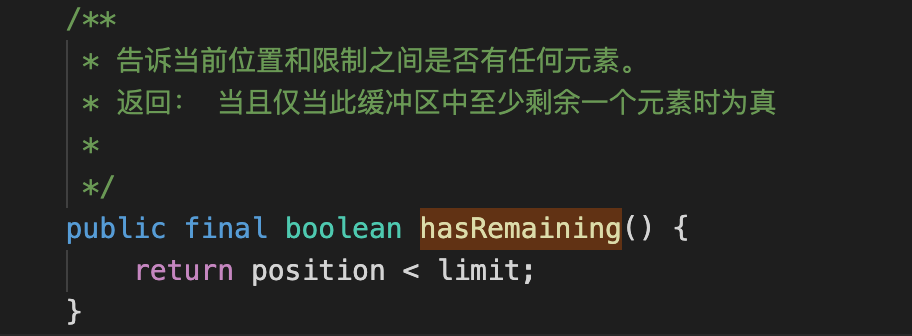 /**
 * 告诉当前位置和限制之间是否有任何元素。
 * 返回： 当且仅当此缓冲区中至少剩余一个元素时为真
 *
 */
public final boolean hasRemaining() {
    return position < limit;
}